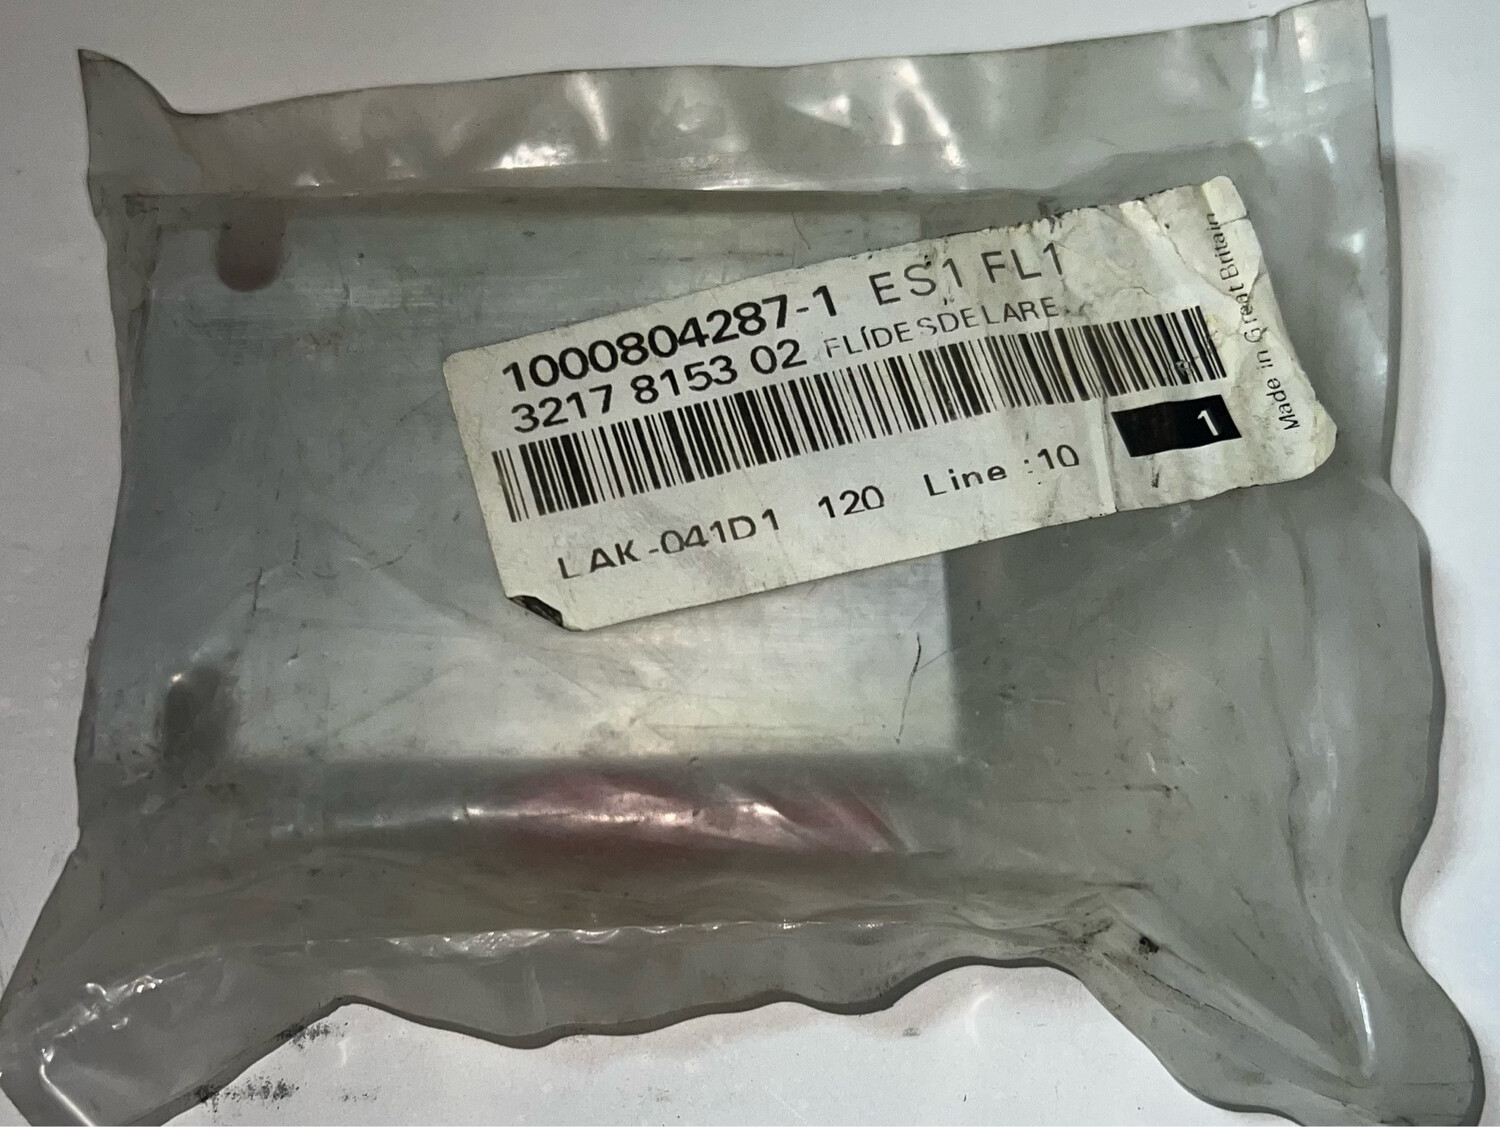 1000804287-1 ES1 FL1
3217 8153 02 FLÍDESDELARE
1
LAK-041D1 120 Line :10
Made in Great Britain